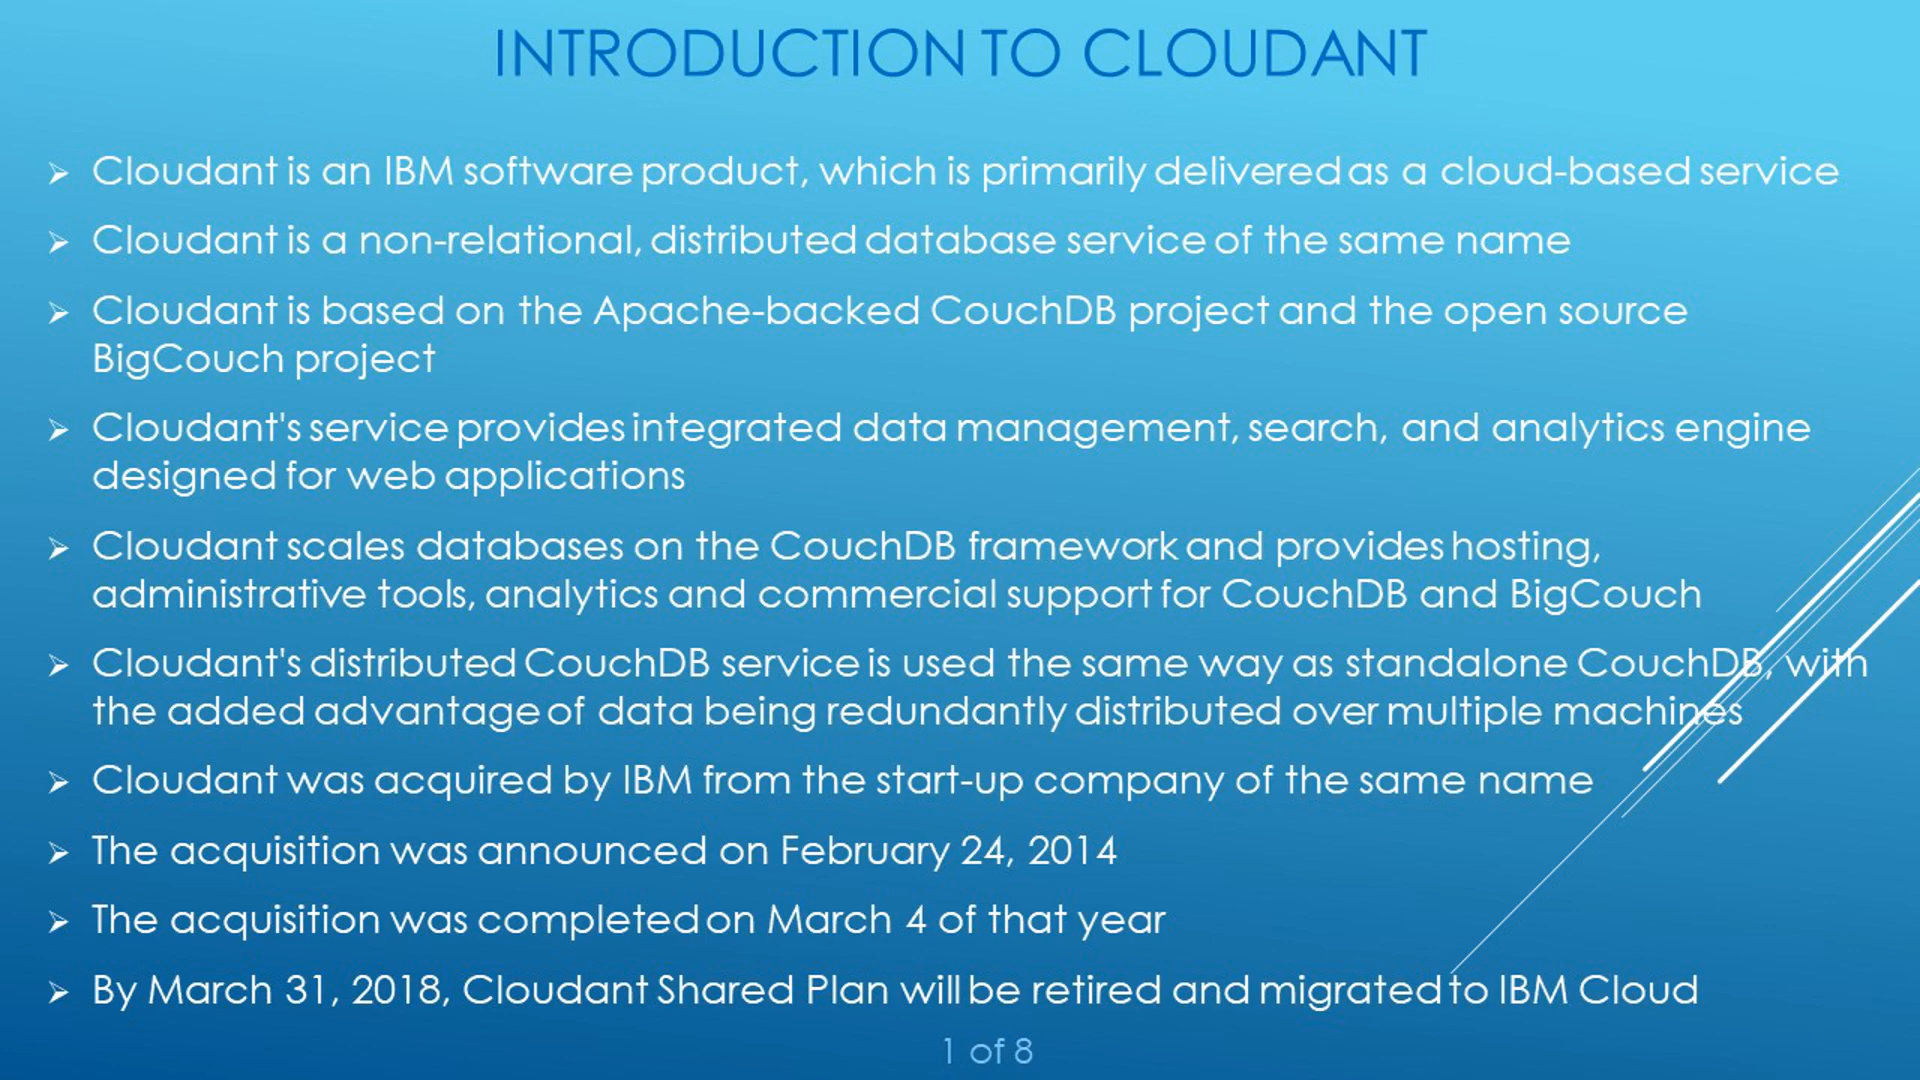 INTRODUCTION TO CLOUDANT
Cloudant is an IBM software product, which is primarily delivered as a cloud-based service
Cloudant is a non-relational, distributed database service of the same name
Cloudant is based on the Apache-backed CouchDB project and the open source
BigCouch project
Cloudant's service provides integrated data management, search, and analytics engine
designed for web applications
Cloudant scales databases on the CouchDB framework and provides hosting,
administrative tools, analytics and commercial support for CouchDB and BigCouch
Cloudant's distributed CouchDB service is used the same way as standalone CouchDB, with
the added advantage of data being redundantly distributed over multiple machines
Cloudant was acquired by IBM from the start-up company of the same name
The acquisition was announced on February 24, 2014
The acquisition was completed on March 4 of that year
By March 31, 2018, Cloudant Shared Plan will be retired and migrated to IBM Cloud
1 of 8